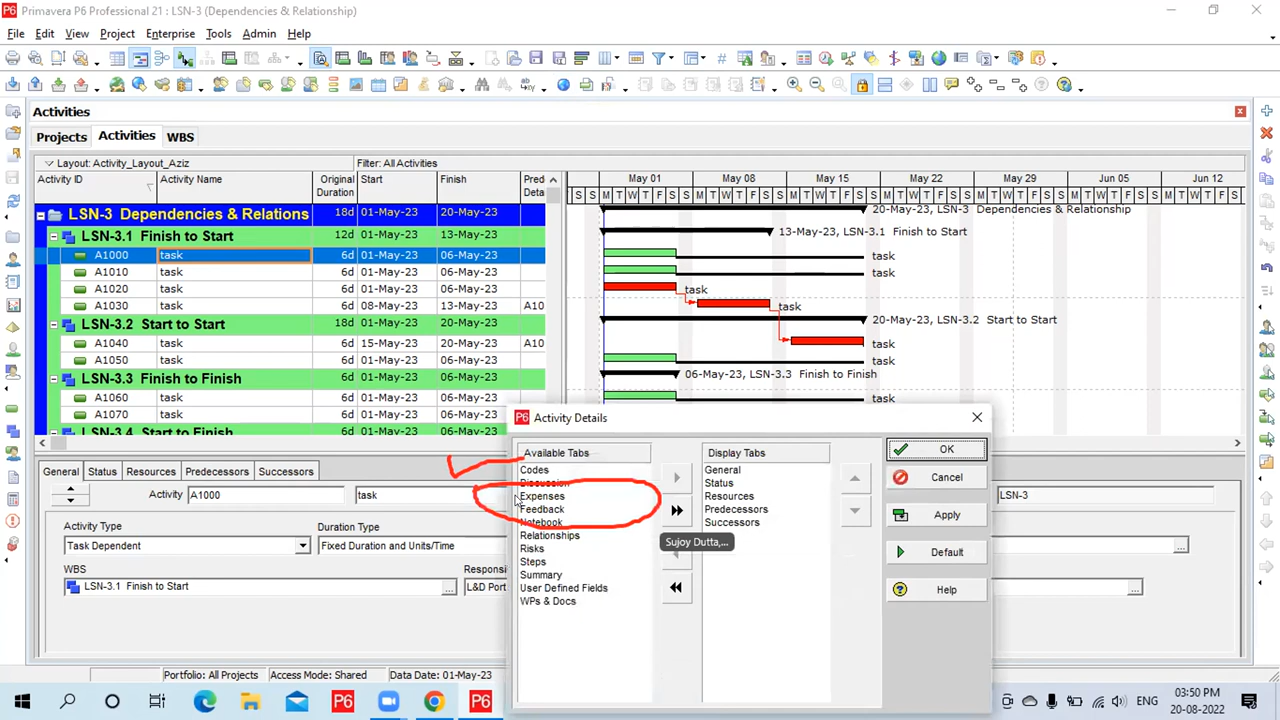 Primavera P6 Professional 21 : LSN-3 (Dependencies & Relationship)
File Edit View Project Enterprise Tools Admin Help
Activities
Projects Activities WBS
Layout: Activity_Layout_Aziz Filter: All Activities
Activity ID Activity Name Original Duration Start Finish Pred Deta
May 01 May 08 May 15 May 22 May 29 Jun 05 Jun 12
S S M T W T F S S M T W T F S S M T W T F S S M T W T F S S M T W T F S S M T W T F S S M T W T F S
LSN-3 Dependencies & Relations 18d 01-May-23 20-May-23
20-May-23, LSN-3 Dependencies & Relationship
LSN-3.1 Finish to Start 12d 01-May-23 13-May-23
13-May-23, LSN-3.1 Finish to Start
A1000 task 6d 01-May-23 06-May-23
task
A1010 task 6d 01-May-23 06-May-23
task
A1020 task 6d 01-May-23 06-May-23
task
A1030 task 6d 08-May-23 13-May-23 A10
task
LSN-3.2 Start to Start 18d 01-May-23 20-May-23
20-May-23, LSN-3.2 Start to Start
A1040 task 6d 15-May-23 20-May-23 A10
task
A1050 task 6d 01-May-23 06-May-23
task
LSN-3.3 Finish to Finish 6d 01-May-23 06-May-23
06-May-23, LSN-3.3 Finish to Finish
A1060 task 6d 01-May-23 06-May-23
task
A1070 task 6d 01-May-23 06-May-23
LSN-3.4 Start to Finish 6d 01-May-23 06-May-23
General Status Resources Predecessors Successors
Activity A1000 task LSN-3
Activity Type Duration Type
Task Dependent Fixed Duration and Units/Time
WBS Respons
LSN-3.1 Finish to Start L&D Port
P6 Activity Details
Available Tabs
Codes
Discussion
Expenses
Feedback
Notebook
Relationships
Risks
Steps
Summary
User Defined Fields
WPs & Docs
Display Tabs
General
Status
Resources
Predecessors
Successors
Sujoy Dutta,...
OK
Cancel
Apply
Default
Help
Portfolio: All Projects Access Mode: Shared Data Date: 01-May-23
ENG 03:50 PM
20-08-2022